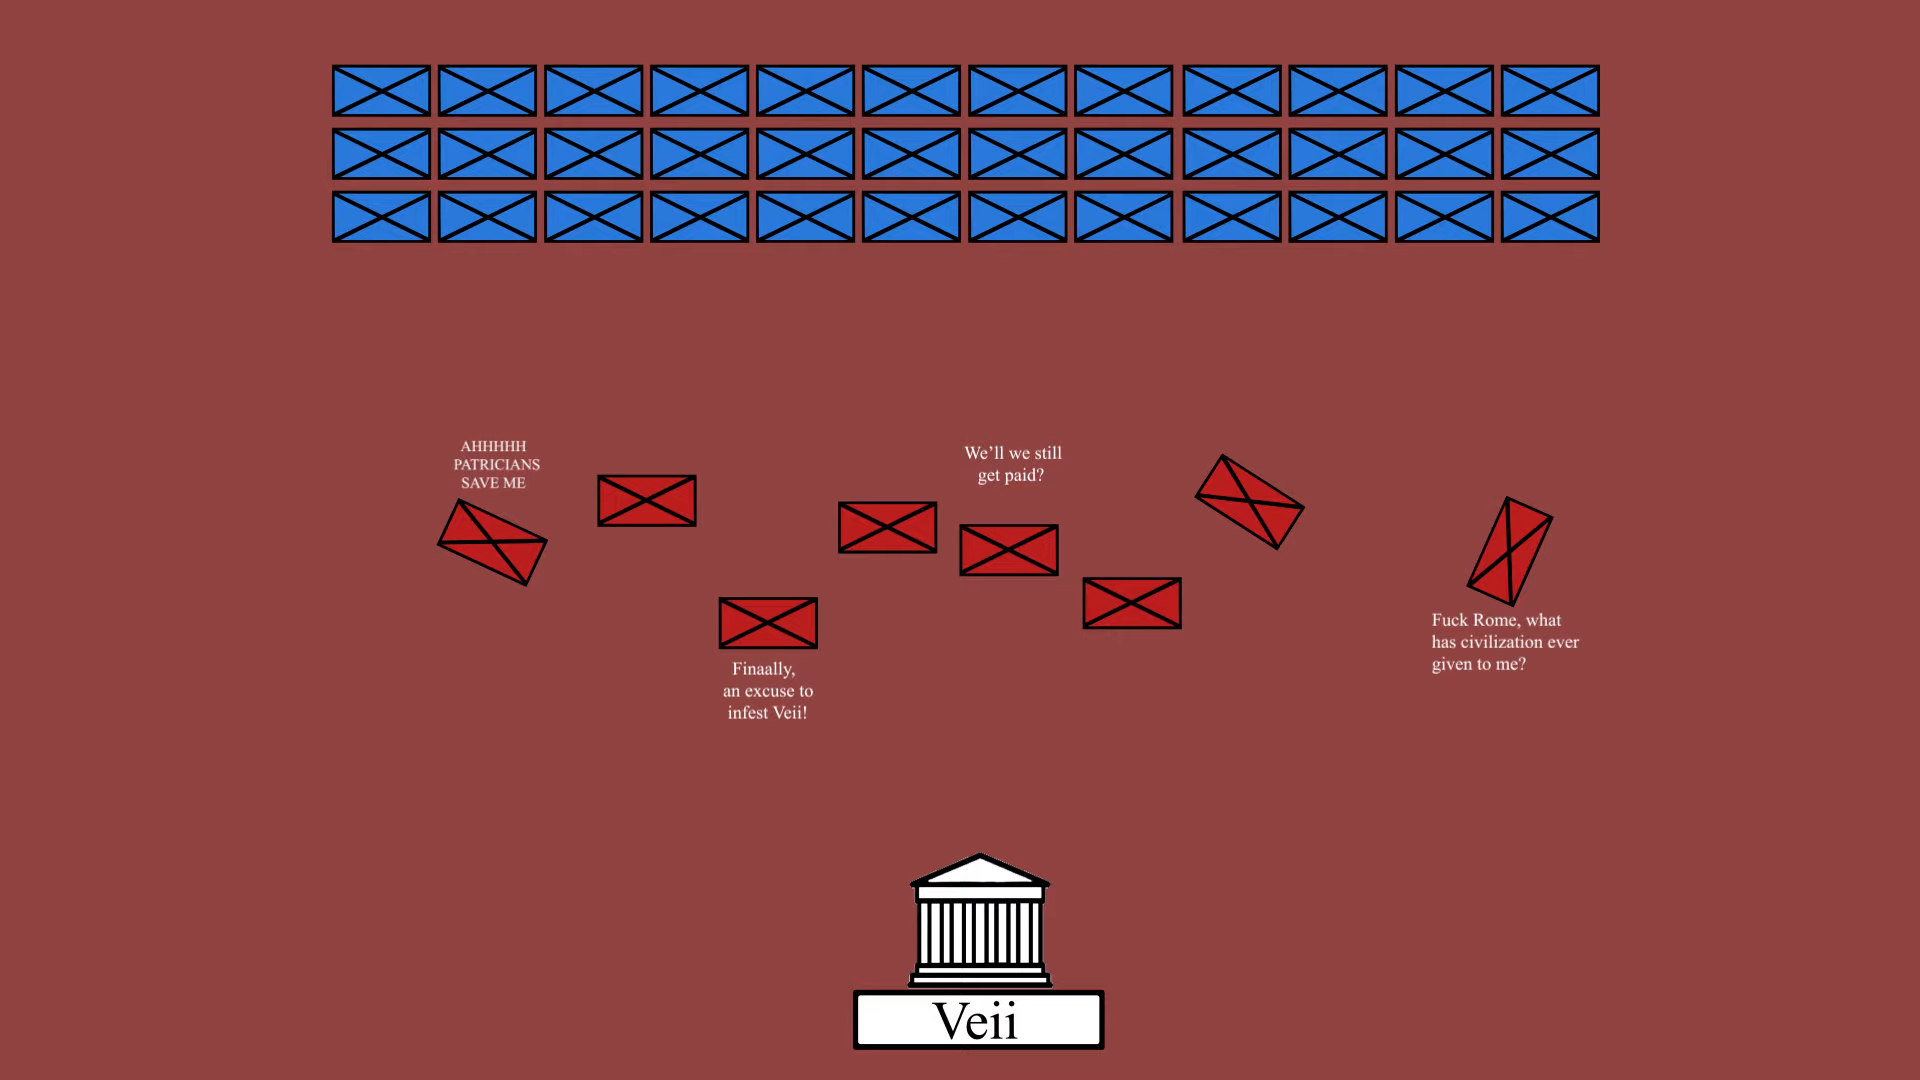 AHHHHH
PATRICIANS
SAVE ME
We'll we still
get paid?
Finaally,
an excuse to
infest Veii!
Fuck Rome, what
has civilization ever
given to me?
Veii